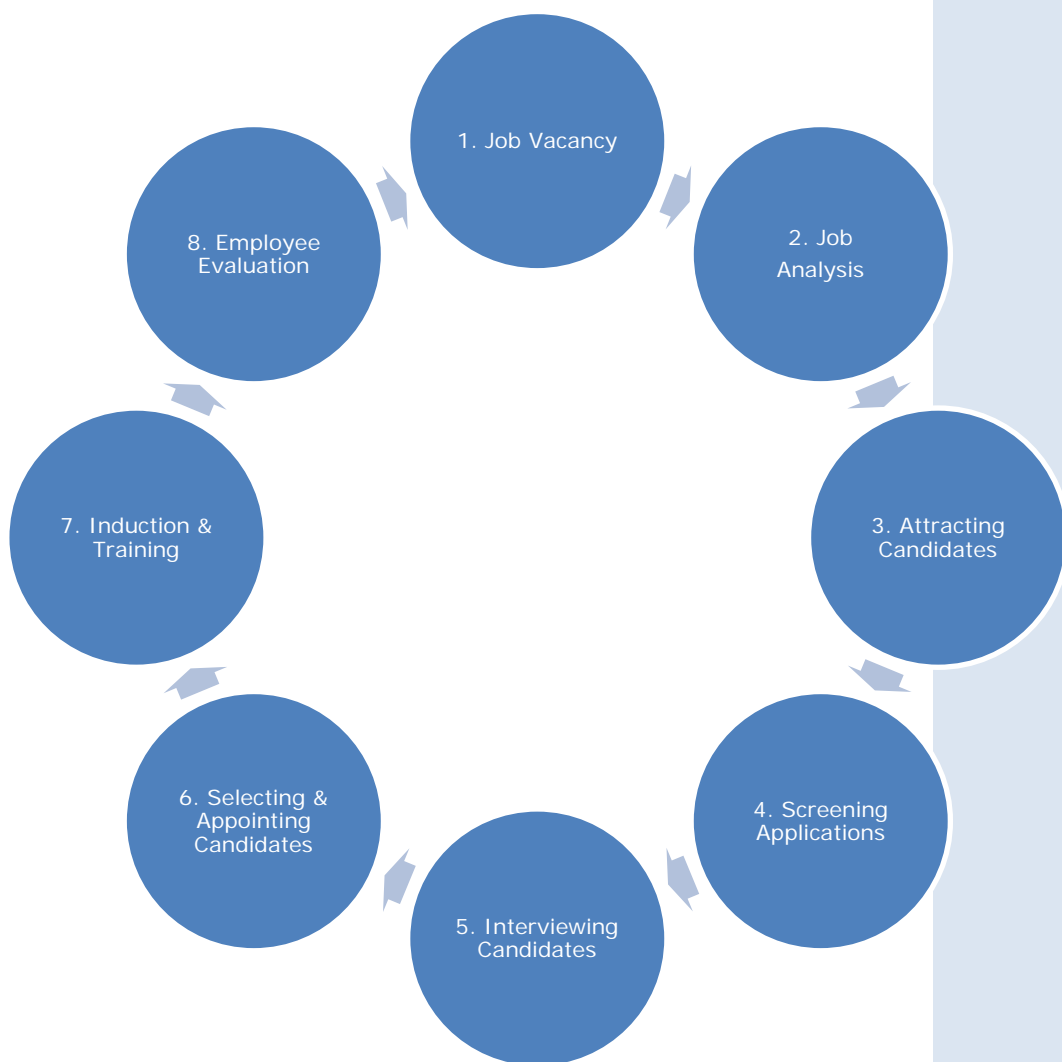 1. Job Vacancy
2. Job
Analysis
3. Attracting
Candidates
4. Screening
Applications
5. Interviewing
Candidates
6. Selecting &
Appointing
Candidates
7. Induction &
Training
8. Employee
Evaluation